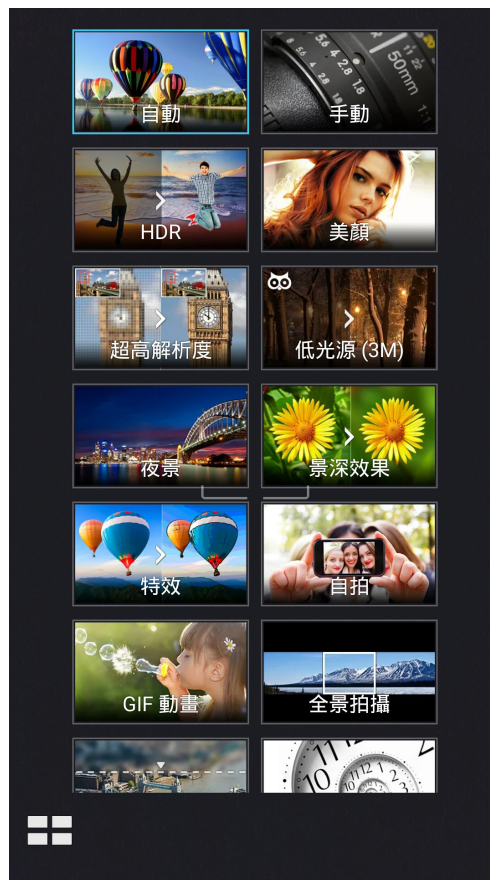 自動
手動
HDR
美顏
超高解析度
低光源 (3M)
夜景
景深效果
特效
自拍
GIF 動畫
全景拍攝